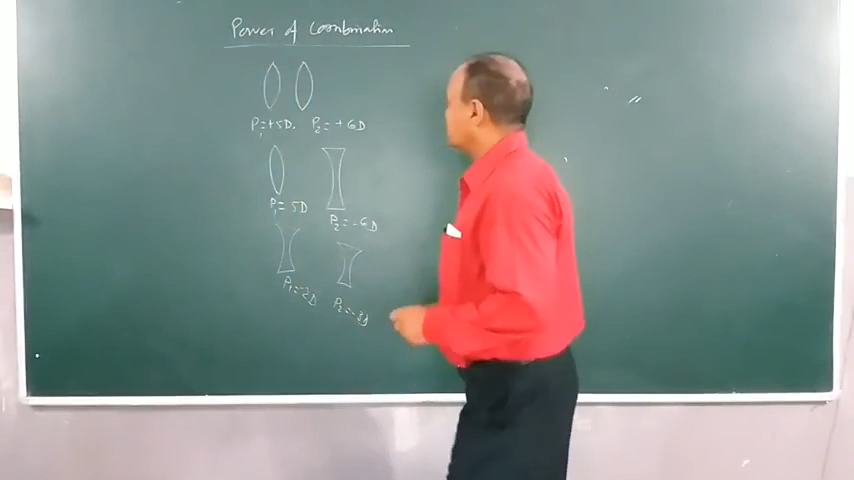 Power of Combination
P₁=+5D. P₂=+6D
P₁= 5D
P₂=-6D
P₁=-2D
P₂=-3D